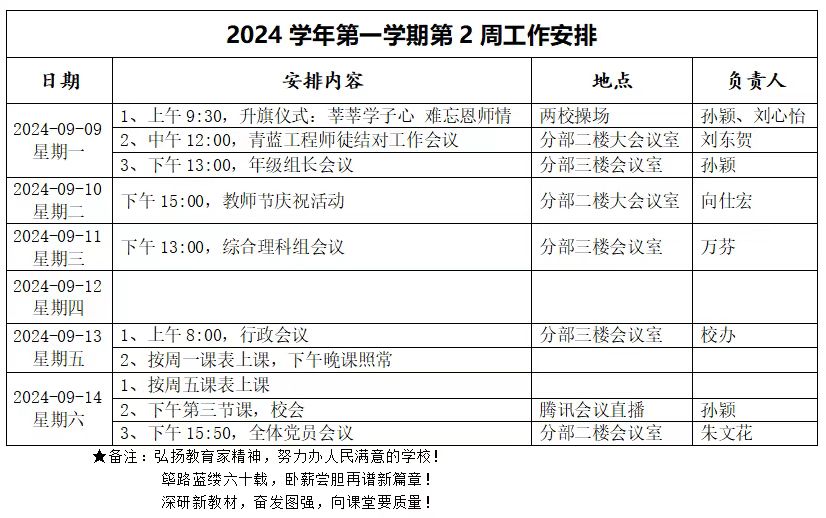 2024 学年第一学期第 2 周工作安排
日期 安排内容 地点 负责人
2024-09-09 星期一
1、上午 9:30，升旗仪式：莘莘学子心 难忘恩师情 两校操场 孙颖、刘心怡
2、中午 12:00，青蓝工程师徒结对工作会议 分部二楼大会议室 刘东贺
3、下午 13:00，年级组长会议 分部三楼会议室 孙颖
2024-09-10 星期二
下午 15:00，教师节庆祝活动 分部二楼大会议室 向仕宏
2024-09-11 星期三
下午 13:00，综合理科组会议 分部三楼会议室 万芬
2024-09-12 星期四
2024-09-13 星期五
1、上午 8:00，行政会议 分部三楼会议室 校办
2、按周一课表上课，下午晚课照常
2024-09-14 星期六
1、按周五课表上课
2、下午第三节课，校会 腾讯会议直播 孙颖
3、下午 15:50，全体党员会议 分部二楼会议室 朱文花
★备注：弘扬教育家精神，努力办人民满意的学校！
筚路蓝缕六十载，卧薪尝胆再谱新篇章！
深研新教材，奋发图强，向课堂要质量！